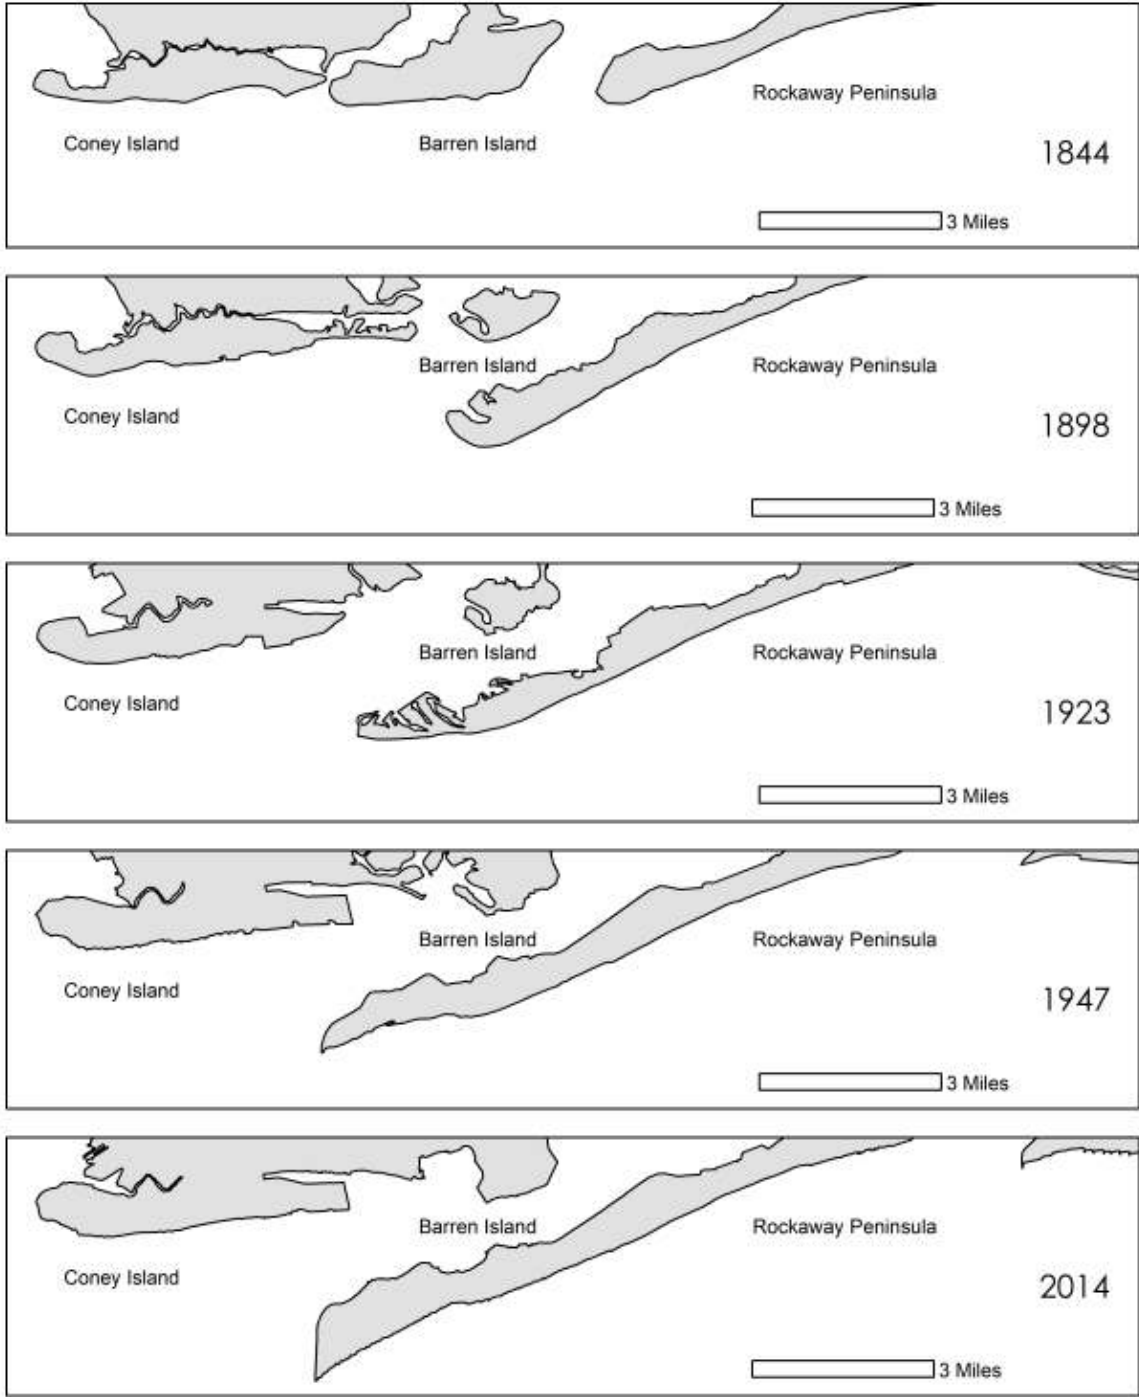 Rockaway Peninsula
Coney Island
Barren Island
1844
3 Miles
Barren Island
Rockaway Peninsula
Coney Island
1898
3 Miles
Barren Island
Rockaway Peninsula
Coney Island
1923
3 Miles
Barren Island
Rockaway Peninsula
Coney Island
1947
3 Miles
Barren Island
Rockaway Peninsula
Coney Island
2014
3 Miles